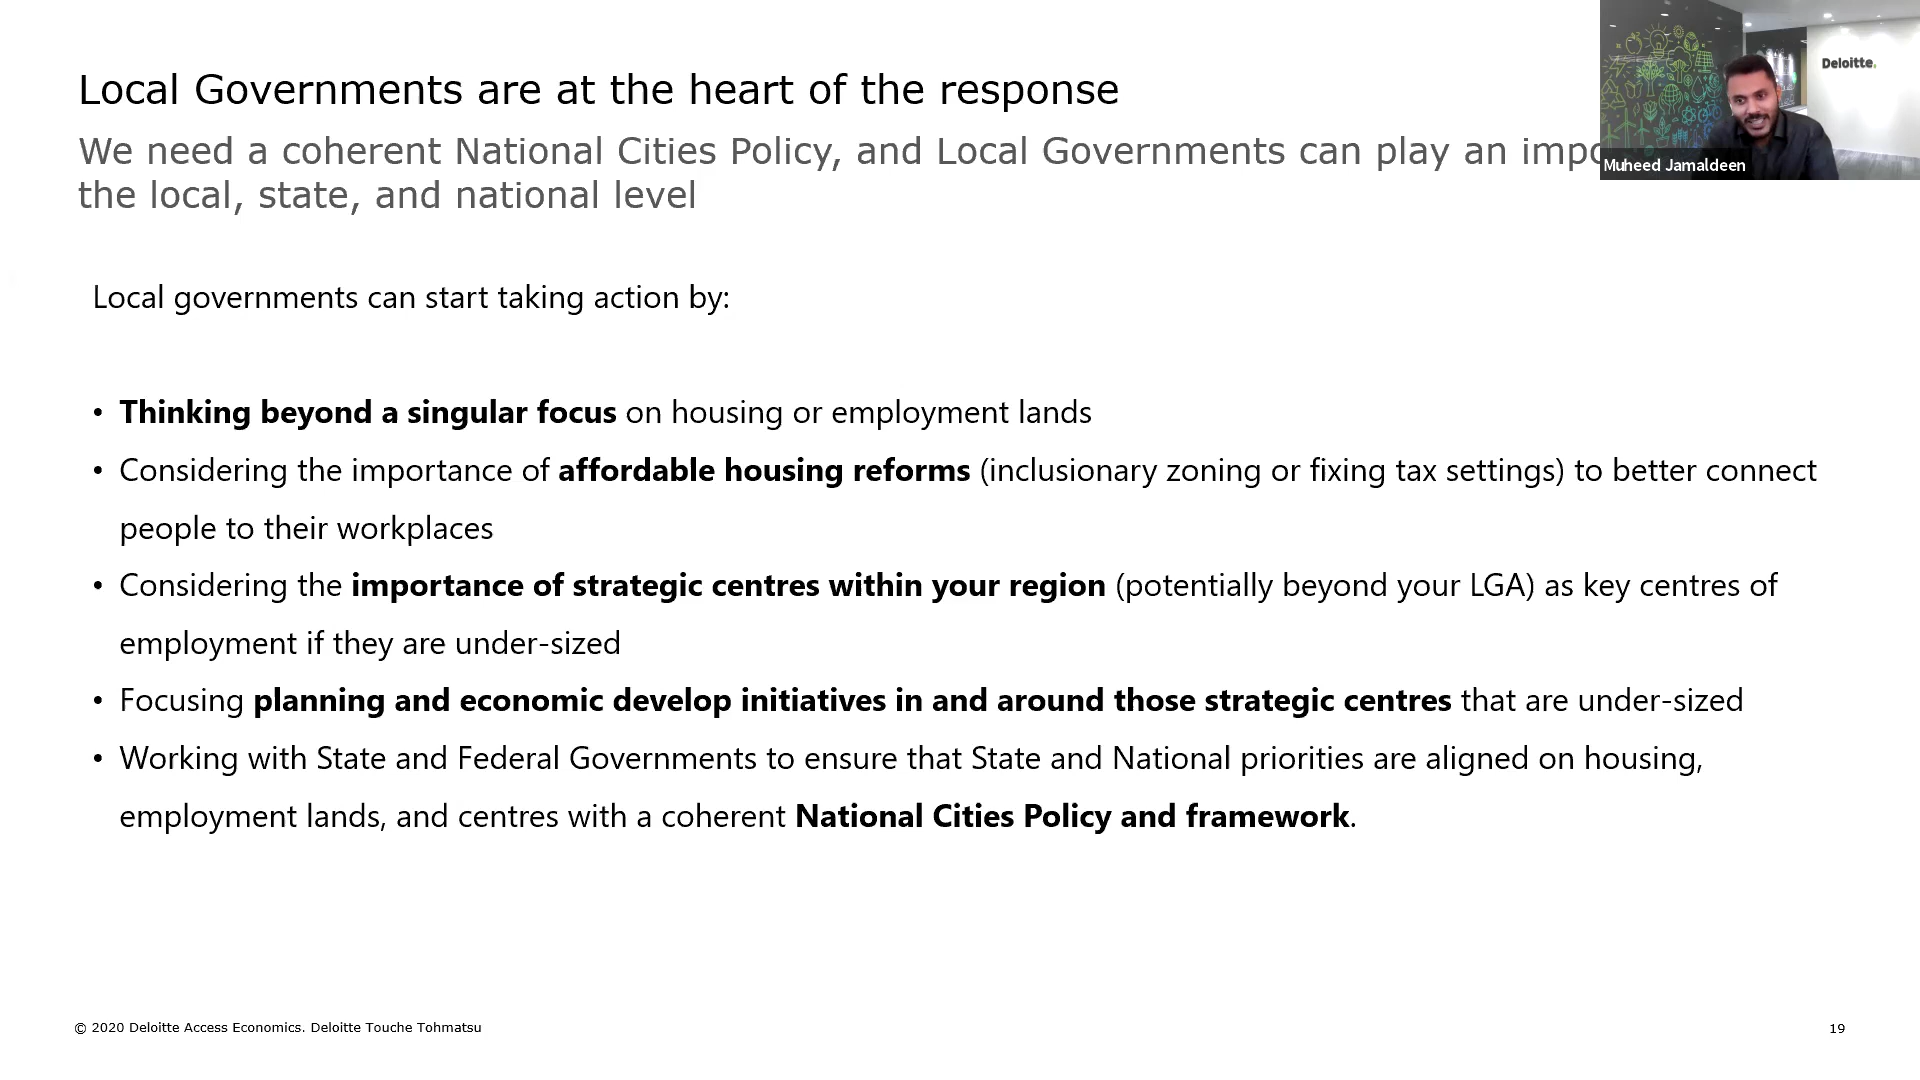 Local Governments are at the heart of the response
We need a coherent National Cities Policy, and Local Governments can play an
the local, state, and national level
Deloitte.
Muheed Jamaldeen
Local governments can start taking action by:
• Thinking beyond a singular focus on housing or employment lands
• Considering the importance of affordable housing reforms (inclusionary zoning or fixing tax settings) to better connect
people to their workplaces
• Considering the importance of strategic centres within your region (potentially beyond your LGA) as key centres of
employment if they are under-sized
• Focusing planning and economic develop initiatives in and around those strategic centres that are under-sized
• Working with State and Federal Governments to ensure that State and National priorities are aligned on housing,
employment lands, and centres with a coherent National Cities Policy and framework.
© 2020 Deloitte Access Economics. Deloitte Touche Tohmatsu
19